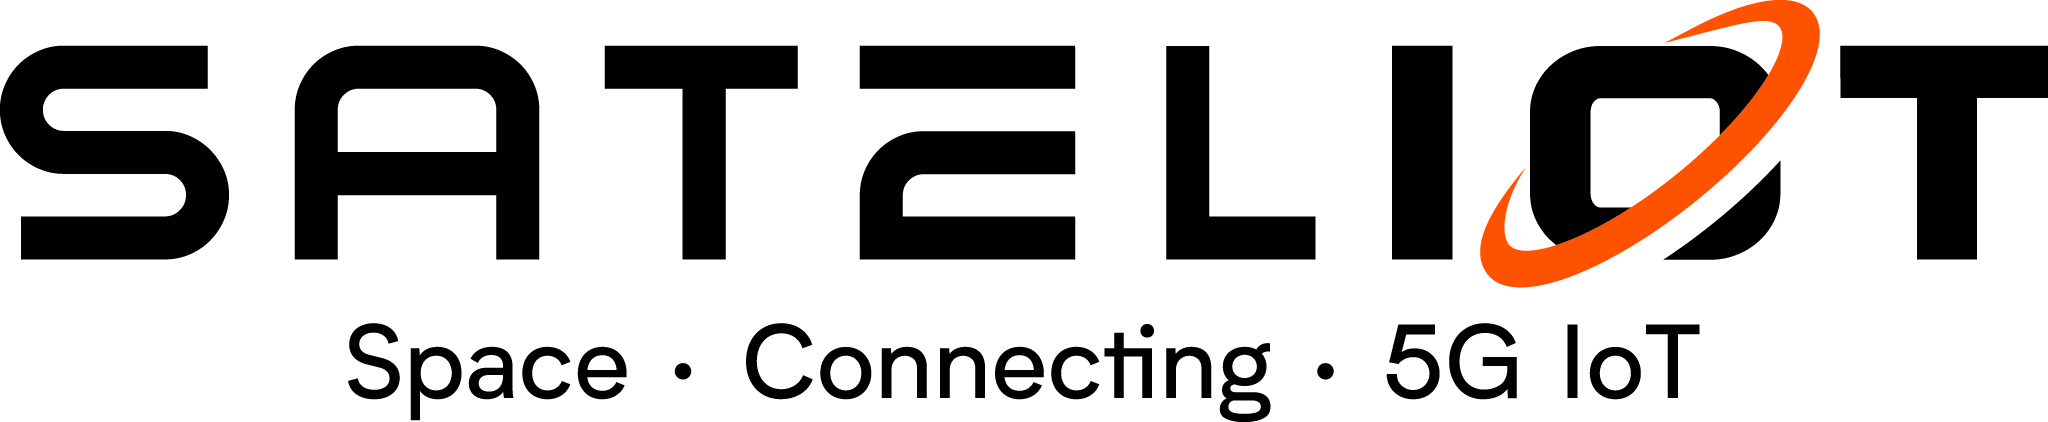 SATELIOT
Space · Connecting · 5G IoT